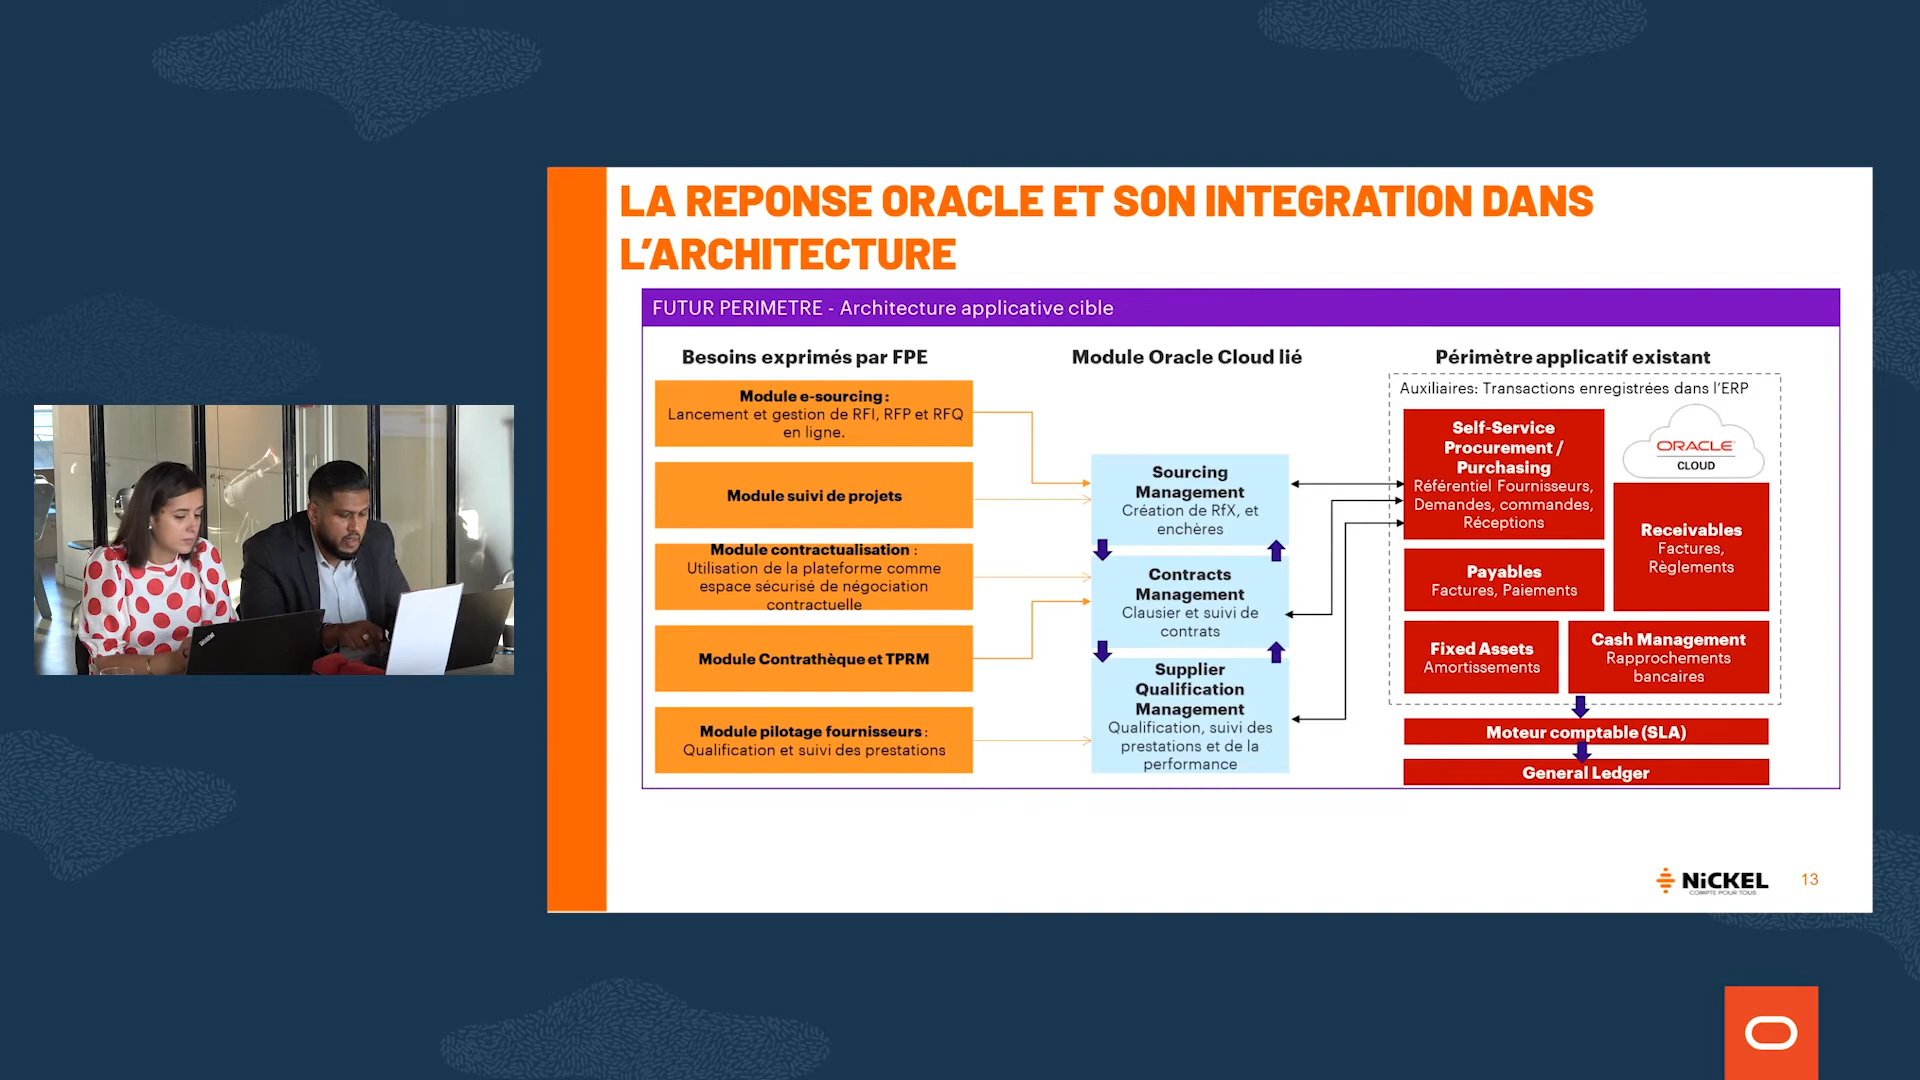 LA REPONSE ORACLE ET SON INTEGRATION DANS
L’ARCHITECTURE
FUTUR PERIMETRE - Architecture applicative cible
Besoins exprimés par FPE
Module e-sourcing :
Lancement et gestion de RFI, RFP et RFQ
en ligne.
Module suivi de projets
Module contractualisation :
Utilisation de la plateforme comme
espace sécurisé de négociation
contractuelle
Module Contrathèque et TPRM
Module pilotage fournisseurs :
Qualification et suivi des prestations
Module Oracle Cloud lié
Sourcing
Management
Création de RfX, et
enchères
Contracts
Management
Clausier et suivi de
contrats
Supplier
Qualification
Management
Qualification, suivi des
prestations et de la
performance
Périmètre applicatif existant
Auxiliaires: Transactions enregistrées dans l’ERP
Self-Service
Procurement /
Purchasing
Référentiel Fournisseurs,
Demandes, commandes,
Réceptions
ORACLE
CLOUD
Receivables
Factures,
Règlements
Payables
Factures, Paiements
Fixed Assets
Amortissements
Cash Management
Rapprochements
bancaires
Moteur comptable (SLA)
General Ledger
NiCKEL
COMPTE POUR TOUS
13
ThinkPad